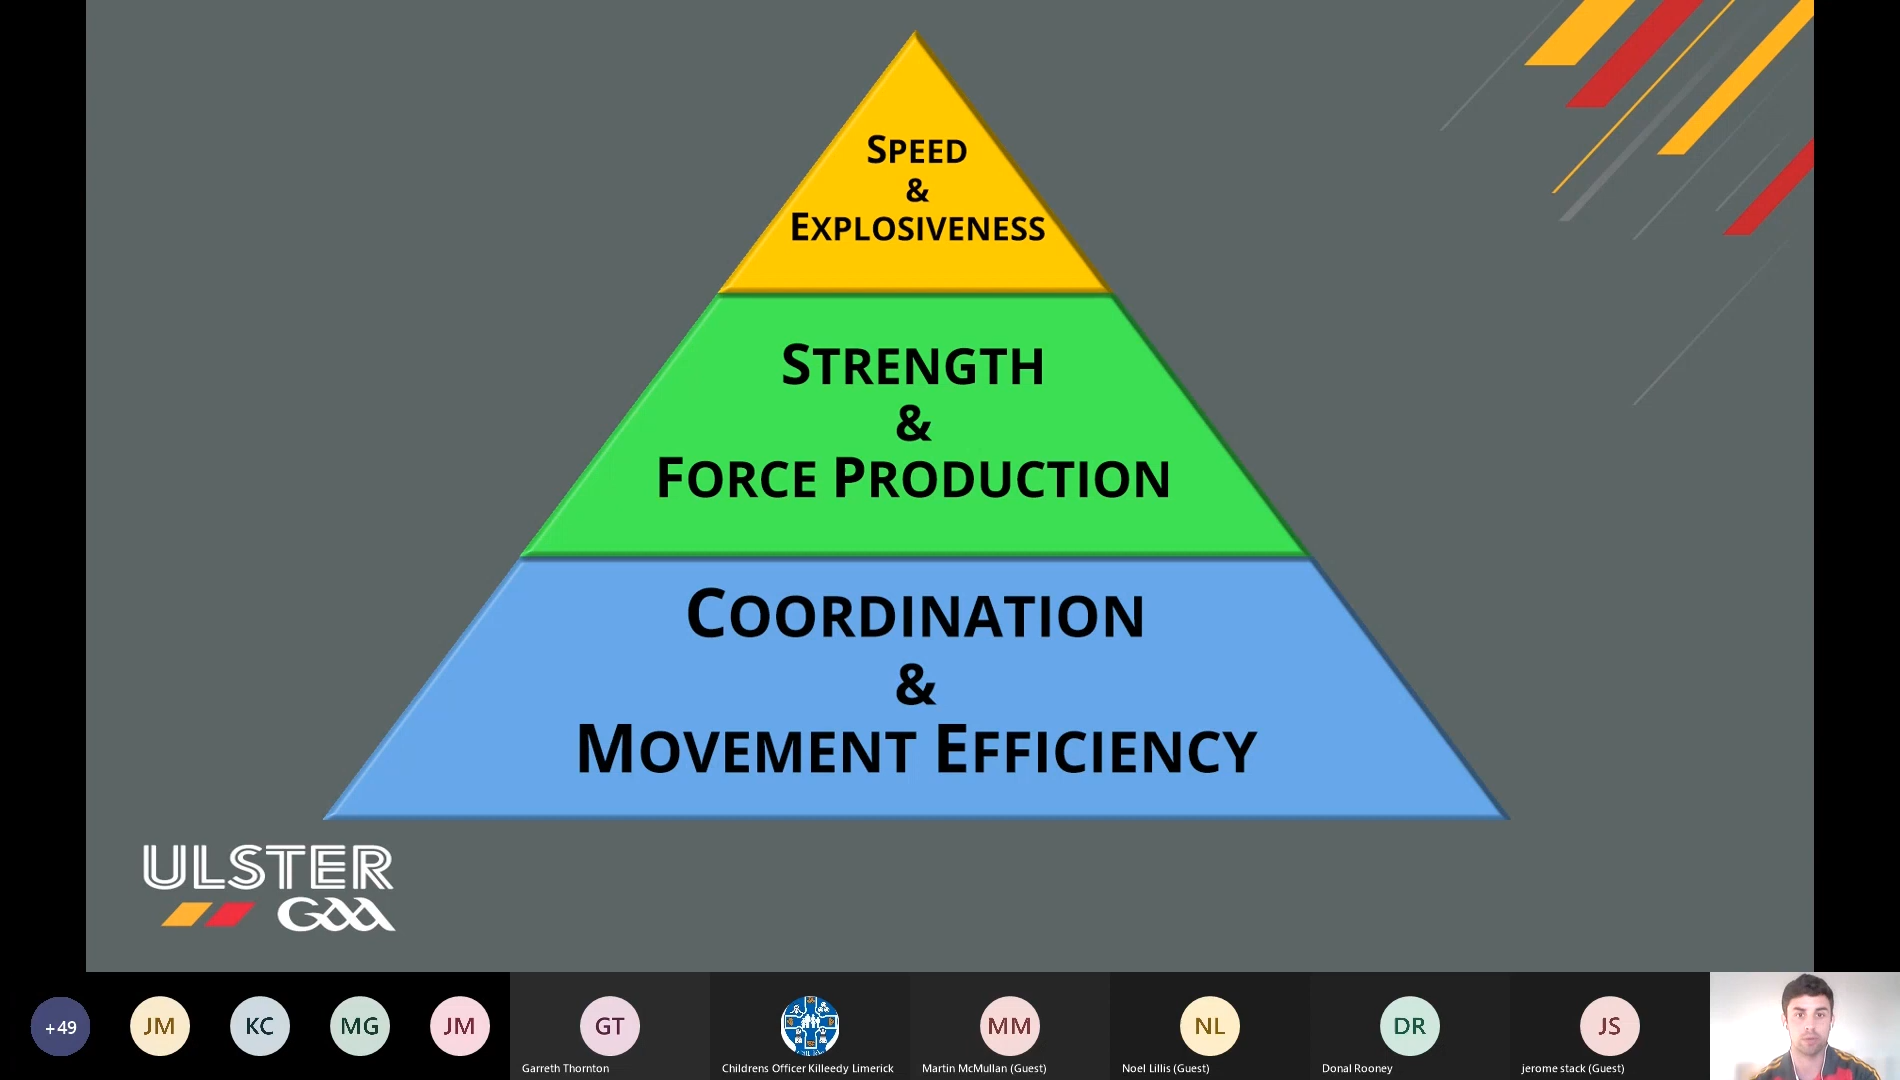 SPEED
&
EXPLOSIVENESS
STRENGTH
&
FORCE PRODUCTION
COORDINATION
&
MOVEMENT EFFICIENCY
ULSTER
GAA
+49
JM
KC
MG
JM
GT
MM
NL
DR
JS
Garreth Thornton
Childrens Officer Killeedy Limerick
Martin McMullan (Guest)
Noel Lillis (Guest)
Donal Rooney
jerome stack (Guest)